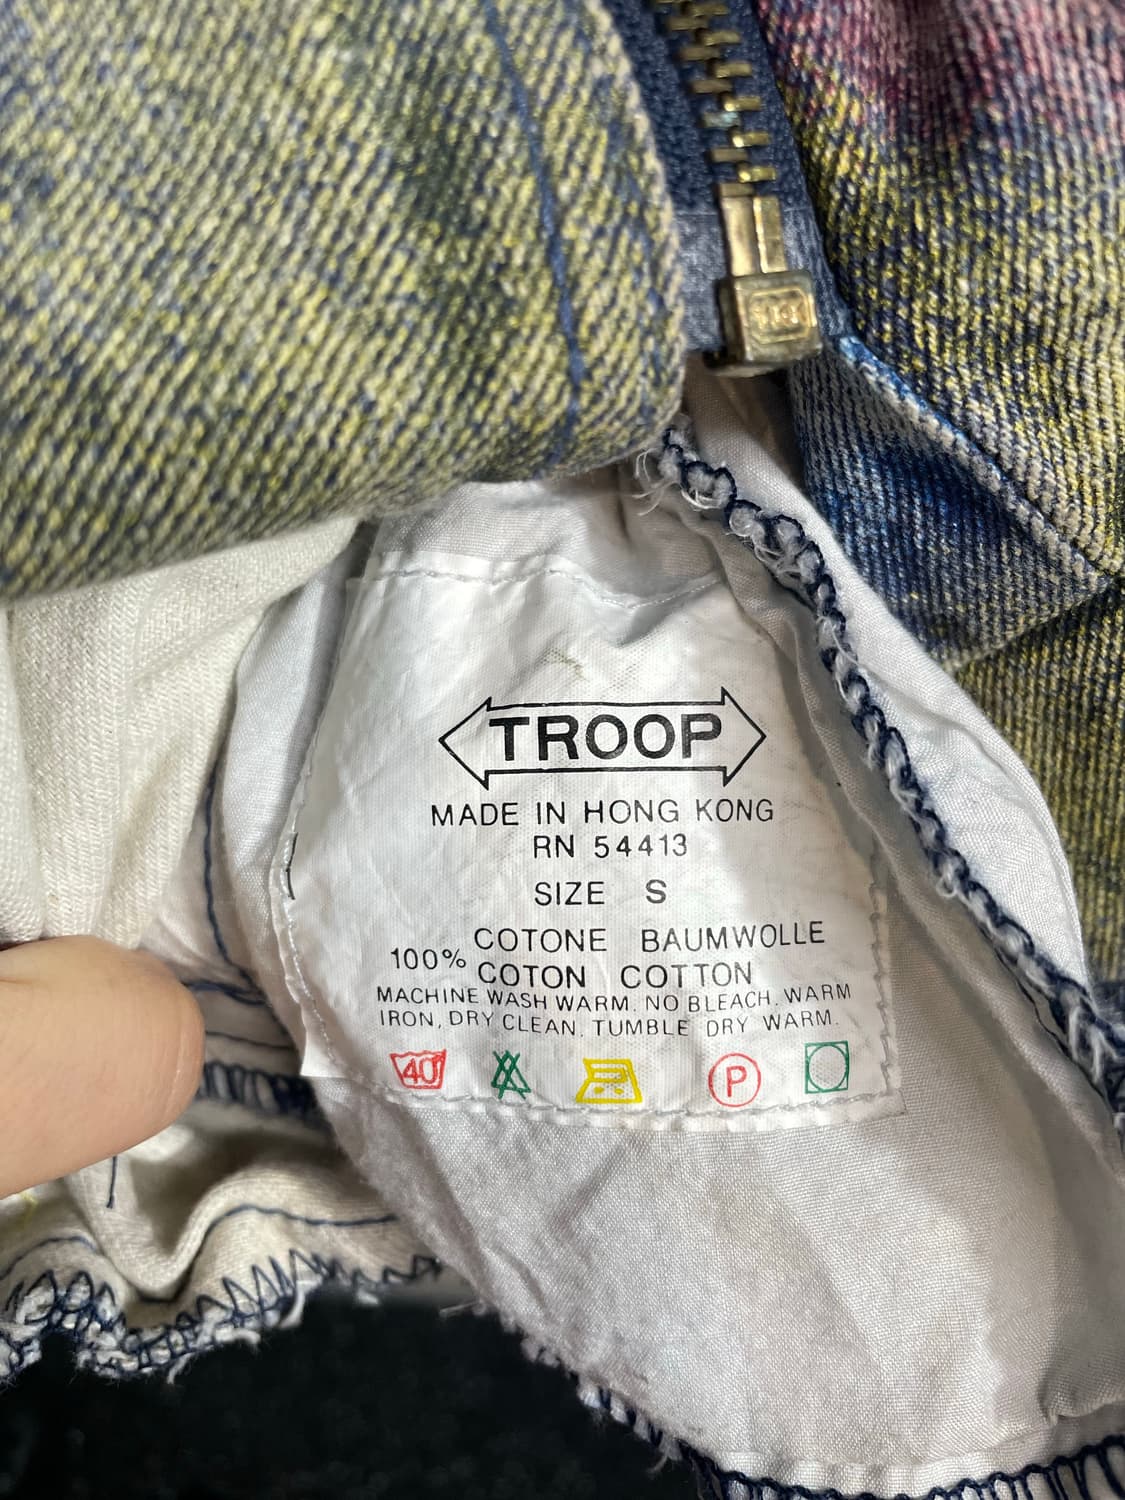 TROOP
MADE IN HONG KONG
RN 54413
SIZE S
100% COTONE BAUMWOLLE
COTON COTTON
MACHINE WASH WARM. NO BLEACH. WARM
IRON, DRY CLEAN. TUMBLE DRY WARM.
40 P